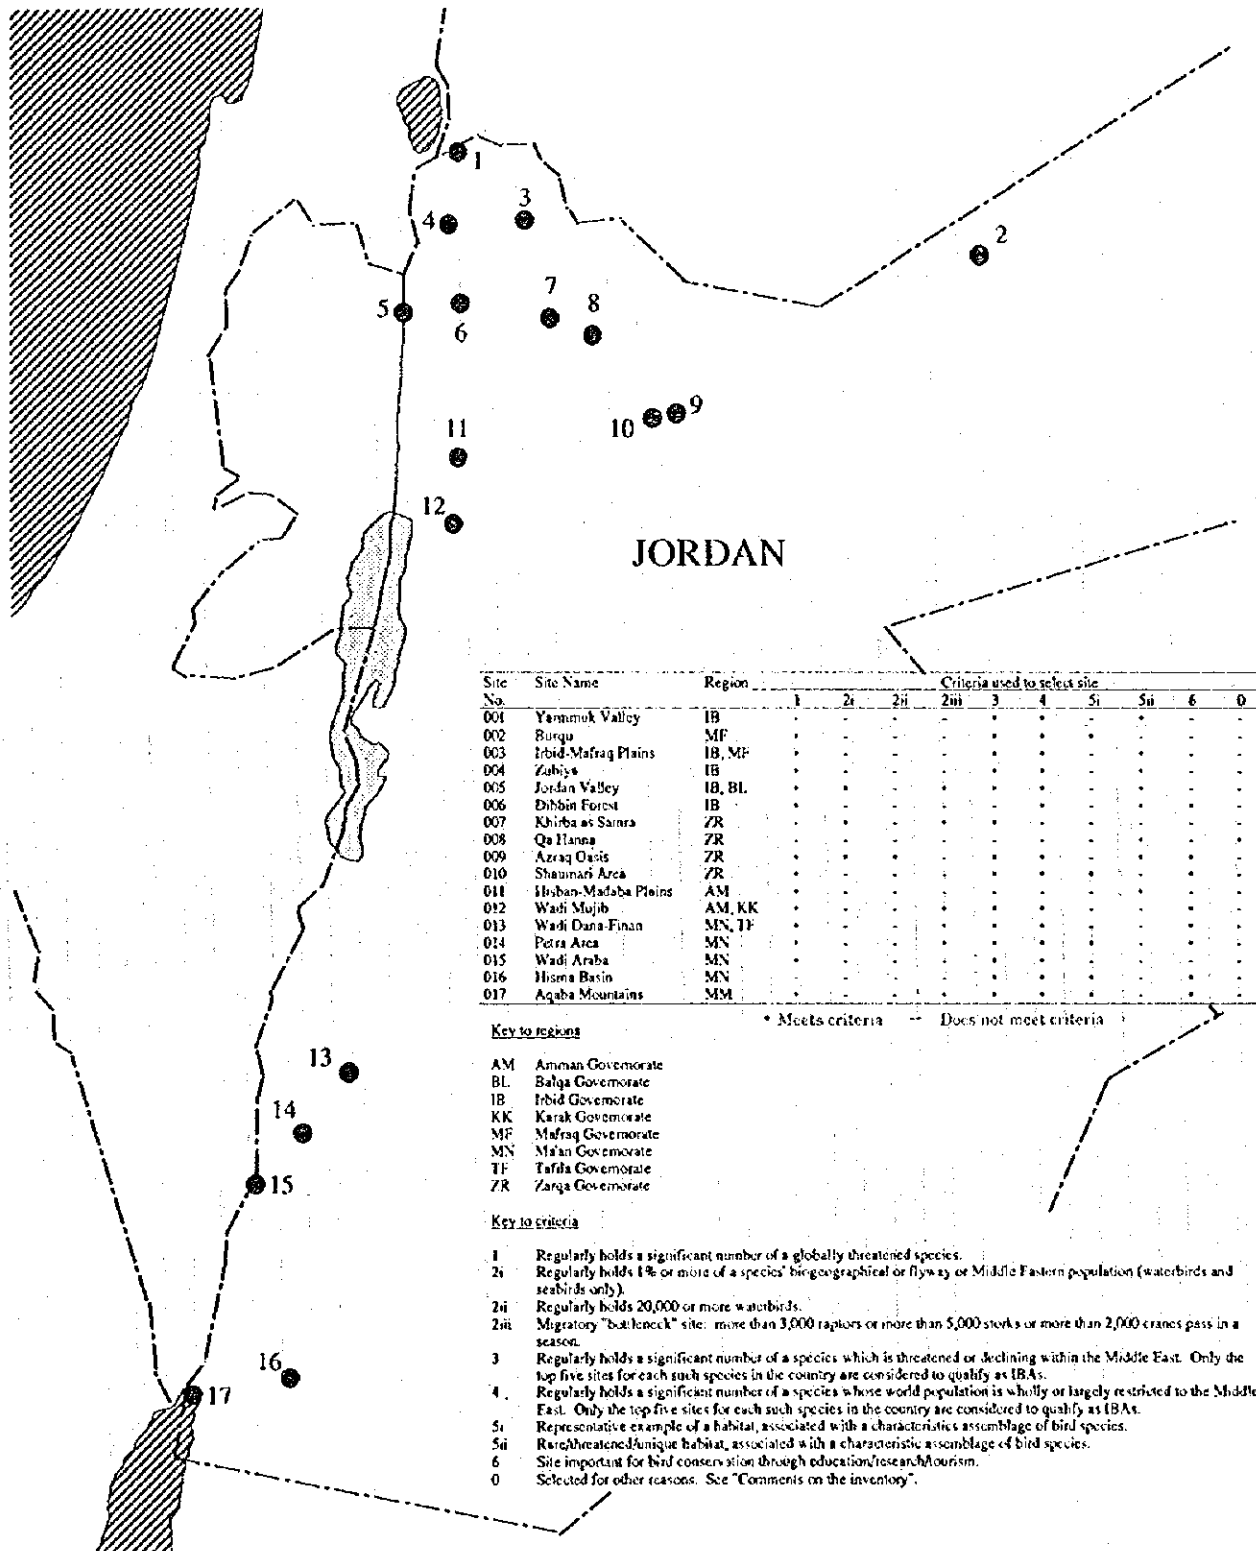 1
3
4
2
7
5
8
6
9
10
11
12
JORDAN
Site Site Name Region Criteria used to select site
No. 1 2i 2ii 2iii 3 4 5i 5ii 6 0
001 Yarmuk Valley IB
002 Burqu MF
003 Irbid-Mafraq Plains IB, MF
004 Zubiya IB
005 Jordan Valley IB, BL
006 Dibbin Forest IB
007 Khirba as Samra ZR
008 Qa Hanna ZR
009 Azraq Oasis ZR
010 Shaumari Area ZR
011 Hisban-Madaba Plains AM
012 Wadi Mujib AM, KK
013 Wadi Dana-Finan MN, TF
014 Petra Area MN
015 Wadi Araba MN
016 Hisma Basin MN
017 Aqaba Mountains MM
* Meets criteria -- Does not meet criteria
Key to regions
13
AM Amman Governorate
BL Balqa Governorate
IB Irbid Governorate
KK Karak Governorate
14
MF Mafraq Governorate
MN Ma'an Governorate
TF Tafila Governorate
15
ZR Zarqa Governorate
Key to criteria
1 Regularly holds a significant number of a globally threatened species.
2i Regularly holds 1% or more of a species' biogeographical or flyway or Middle Eastern population (waterbirds and
seabirds only).
2ii Regularly holds 20,000 or more waterbirds.
2iii Migratory "bottleneck" site: more than 3,000 raptors or more than 5,000 storks or more than 2,000 cranes pass in a
season.
16
3 Regularly holds a significant number of a species which is threatened or declining within the Middle East. Only the
top five sites for each such species in the country are considered to qualify as IBAs.
17
4. Regularly holds a significant number of a species whose world population is wholly or largely restricted to the Middle
East. Only the top five sites for each such species in the country are considered to qualify as IBAs.
5i Representative example of a habitat, associated with a characteristics assemblage of bird species.
5ii Rare/threatened/unique habitat, associated with a characteristic assemblage of bird species.
6 Site important for bird conservation through education/research/tourism.
0 Selected for other reasons. See "Comments on the inventory".